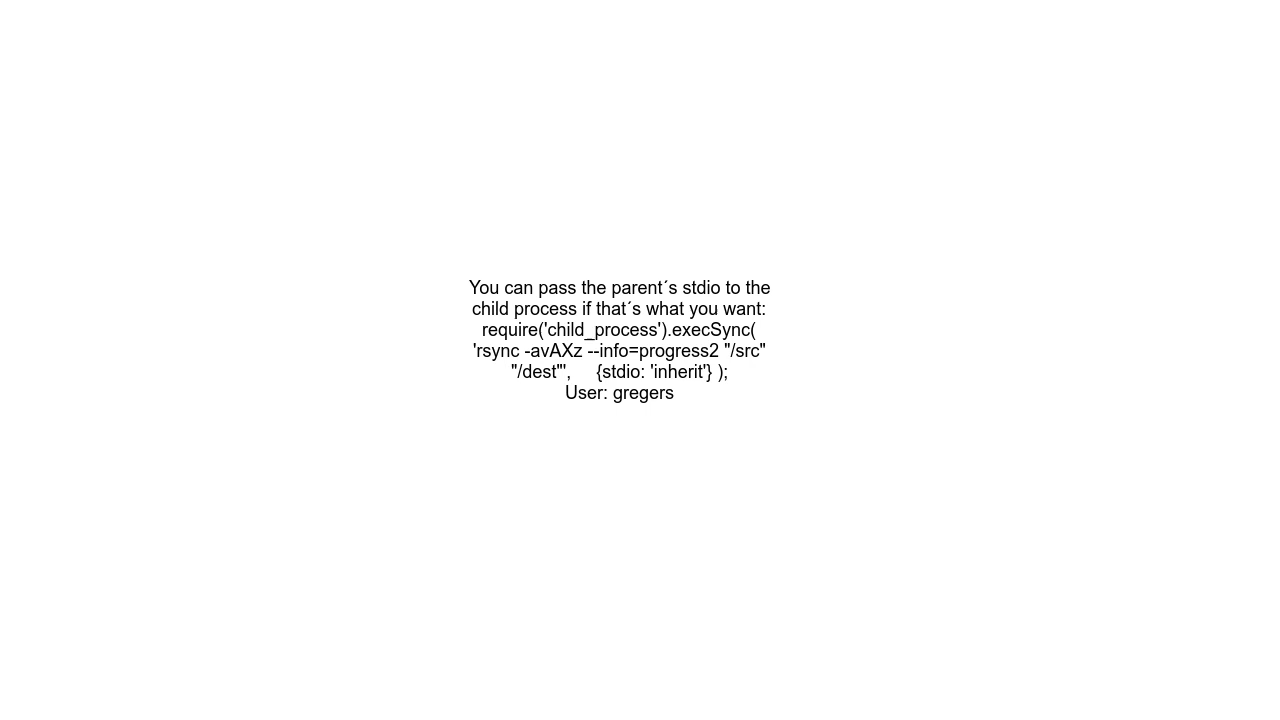 You can pass the parent´s stdio to the
child process if that´s what you want:
require('child_process').execSync(
'rsync -avAXz --info=progress2 "/src"
"/dest"',     {stdio: 'inherit'} );
User: gregers